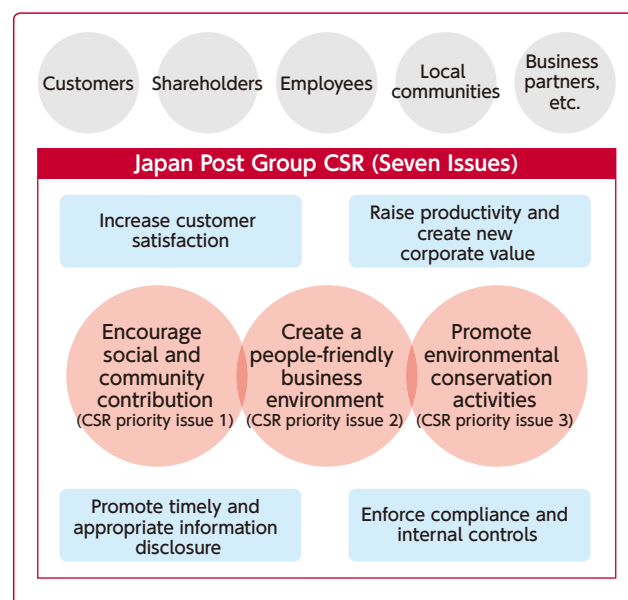 Customers
Shareholders
Employees
Local
communities
Business
partners,
etc.
Japan Post Group CSR (Seven Issues)
Increase customer
satisfaction
Raise productivity and
create new
corporate value
Encourage
social and
community
contribution
(CSR priority issue 1)
Create a
people-friendly
business
environment
(CSR priority issue 2)
Promote
environmental
conservation
activities
(CSR priority issue 3)
Promote timely and
appropriate information
disclosure
Enforce compliance and
internal controls